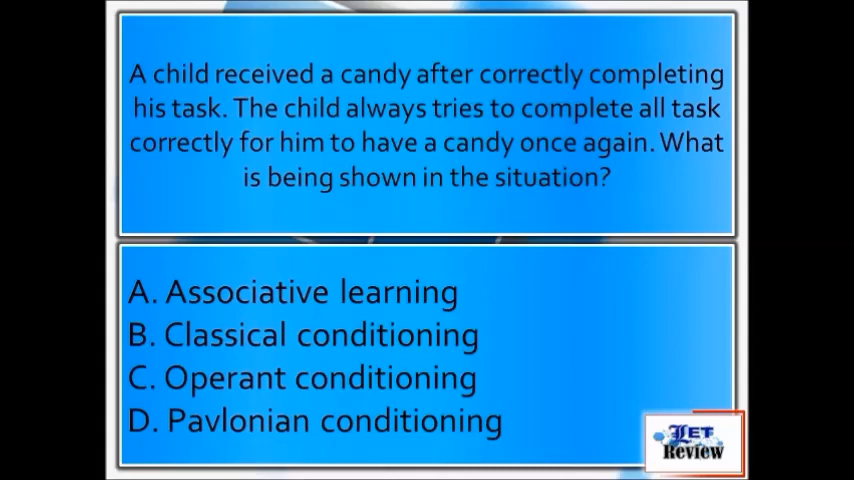 A child received a candy after correctly completing
his task. The child always tries to complete all task
correctly for him to have a candy once again. What
is being shown in the situation?
A. Associative learning
B. Classical conditioning
C. Operant conditioning
D. Pavlonian conditioning
LET
Review